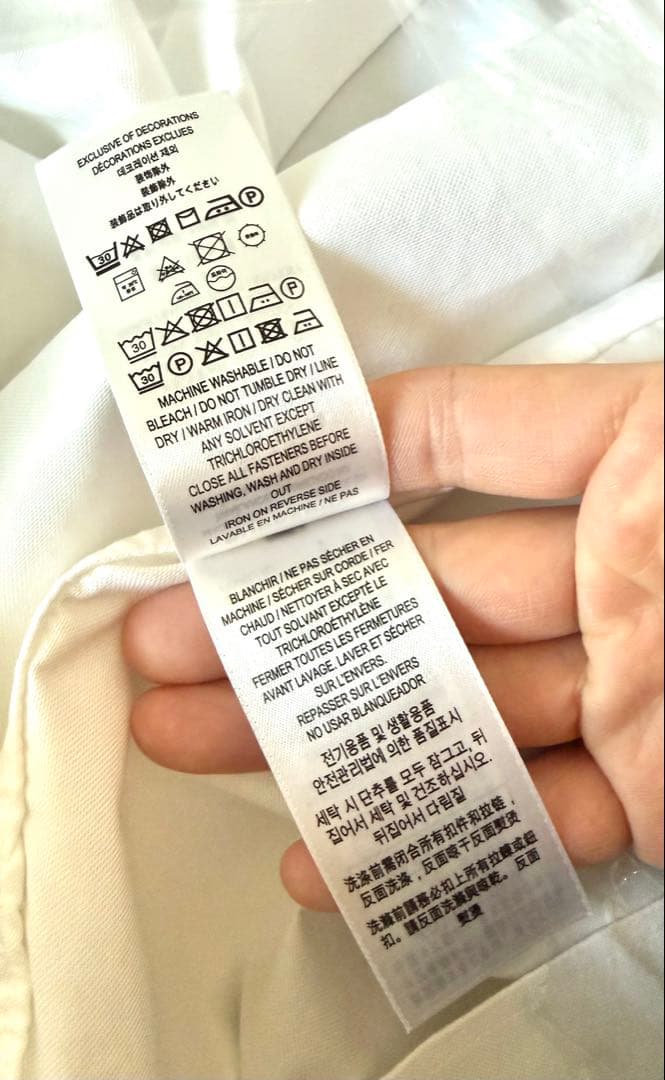 EXCLUSIVE OF DECORATIONS
DÉCORATIONS EXCLUES
데크레이션 제외
装饰除外
装飾除外
装飾品は取り外してください
30 P
30 P
30 P
MACHINE WASHABLE / DO NOT
BLEACH / DO NOT TUMBLE DRY / LINE
DRY / WARM IRON / DRY CLEAN WITH
ANY SOLVENT EXCEPT
TRICHLOROETHYLENE
CLOSE ALL FASTENERS BEFORE
WASHING, WASH AND DRY INSIDE
OUT
IRON ON REVERSE SIDE
LAVABLE EN MACHINE / NE PAS
BLANCHIR / NE PAS SÉCHER EN
MACHINE / SÉCHER SUR CORDE / FER
CHAUD / NETTOYER À SEC AVEC
TOUT SOLVANT EXCEPTÉ LE
TRICHLOROÉTHYLÈNE
FERMER TOUTES LES FERMETURES
AVANT LAVAGE. LAVER ET SÉCHER
SUR L'ENVERS.
REPASSER SUR L'ENVERS
NO USAR BLANQUEADOR
전기용품 및 생활용품
안전관리법에 의한 품질표시
세탁 시 단추를 모두 잠그고, 뒤
집어서 세탁 및 건조하십시오.
뒤집어서 다림질
洗涤前需闭合所有扣件和拉链，
反面洗涤，反面晾干反面熨烫
洗滌前請務必扣上所有拉鍊或鈕
扣。請反面洗滌與晾乾。反面
熨燙